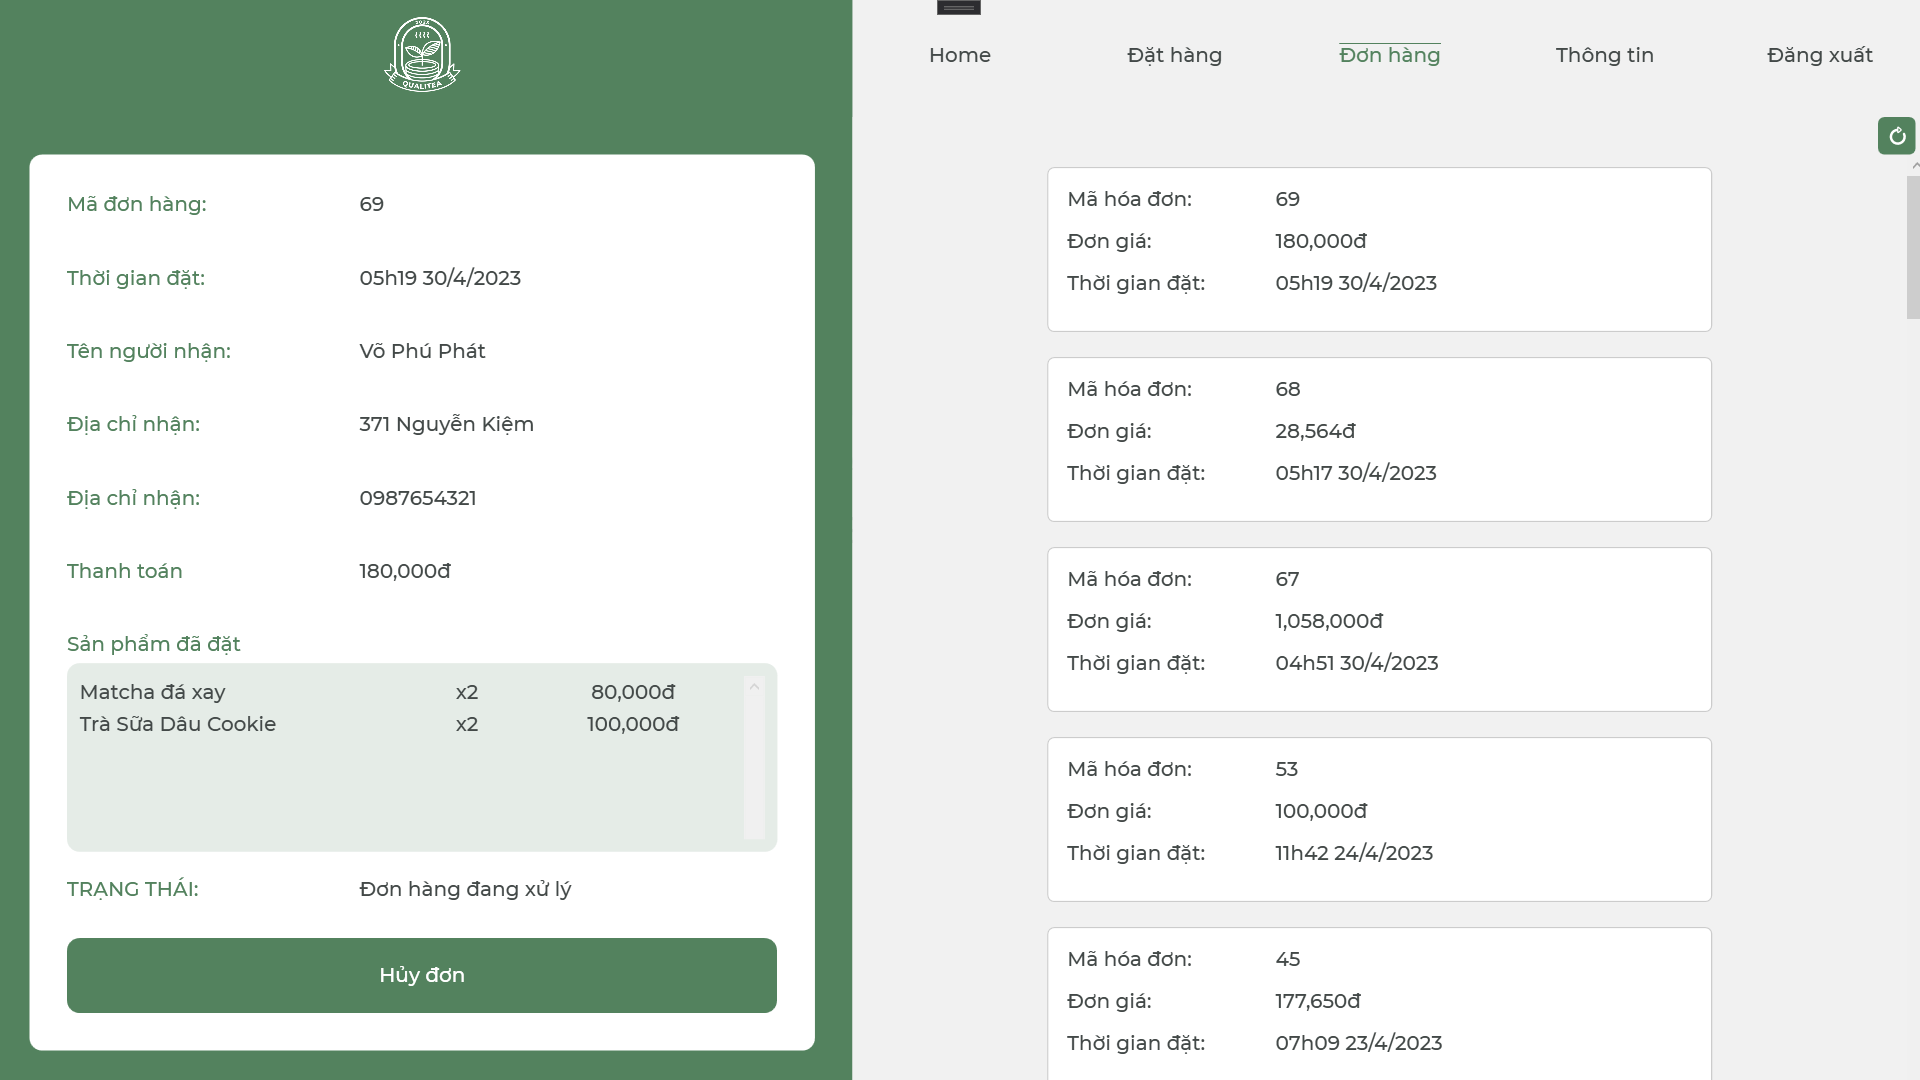 2024
QUALITEA
Home
Đặt hàng
Đơn hàng
Thông tin
Đăng xuất
Mã đơn hàng: 69
Thời gian đặt: 05h19 30/4/2023
Tên người nhận: Võ Phú Phát
Địa chỉ nhận: 371 Nguyễn Kiệm
Địa chỉ nhận: 0987654321
Thanh toán 180,000đ
Sản phẩm đã đặt
Matcha đá xay x2 80,000đ
Trà Sữa Dâu Cookie x2 100,000đ
TRẠNG THÁI: Đơn hàng đang xử lý
Hủy đơn
Mã hóa đơn: 69
Đơn giá: 180,000đ
Thời gian đặt: 05h19 30/4/2023
Mã hóa đơn: 68
Đơn giá: 28,564đ
Thời gian đặt: 05h17 30/4/2023
Mã hóa đơn: 67
Đơn giá: 1,058,000đ
Thời gian đặt: 04h51 30/4/2023
Mã hóa đơn: 53
Đơn giá: 100,000đ
Thời gian đặt: 11h42 24/4/2023
Mã hóa đơn: 45
Đơn giá: 177,650đ
Thời gian đặt: 07h09 23/4/2023